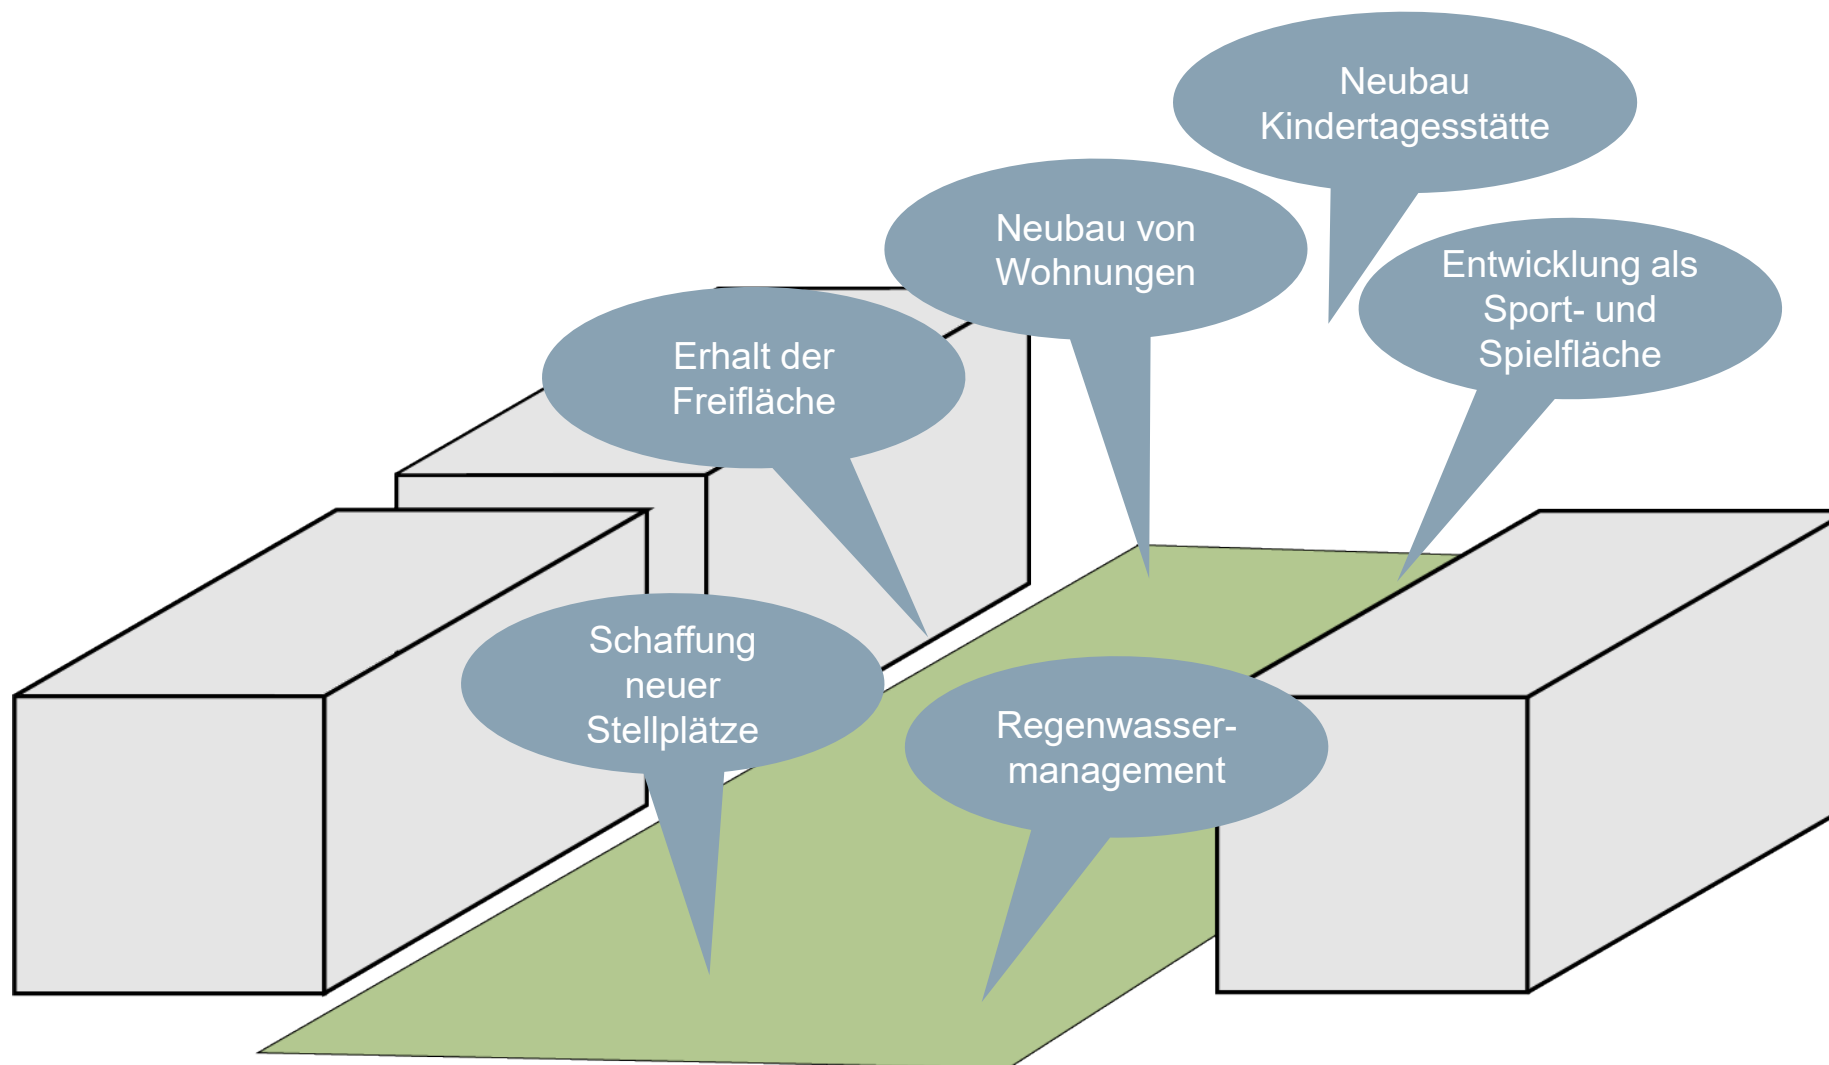 Neubau
Kindertagesstätte
Neubau von
Wohnungen
Entwicklung als
Sport- und
Spielfläche
Erhalt der
Freifläche
Schaffung
neuer
Stellplätze
Regenwasser-
management